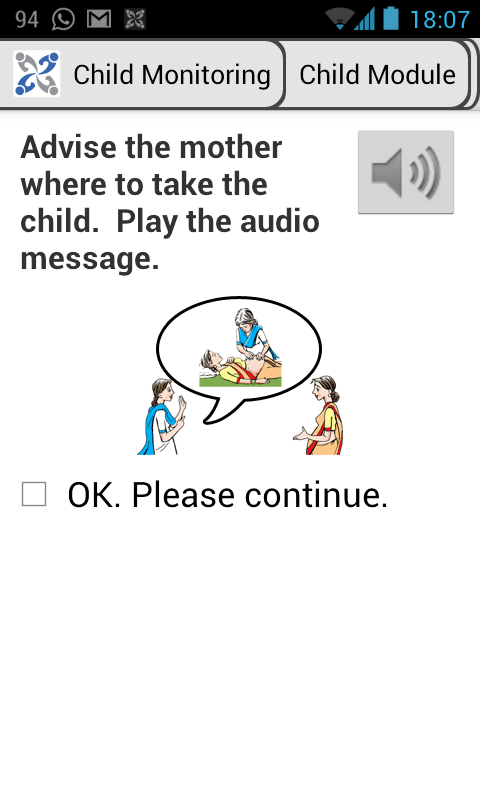 94
18:07
Child Monitoring
Child Module
Advise the mother
where to take the
child.  Play the audio
message.
OK. Please continue.